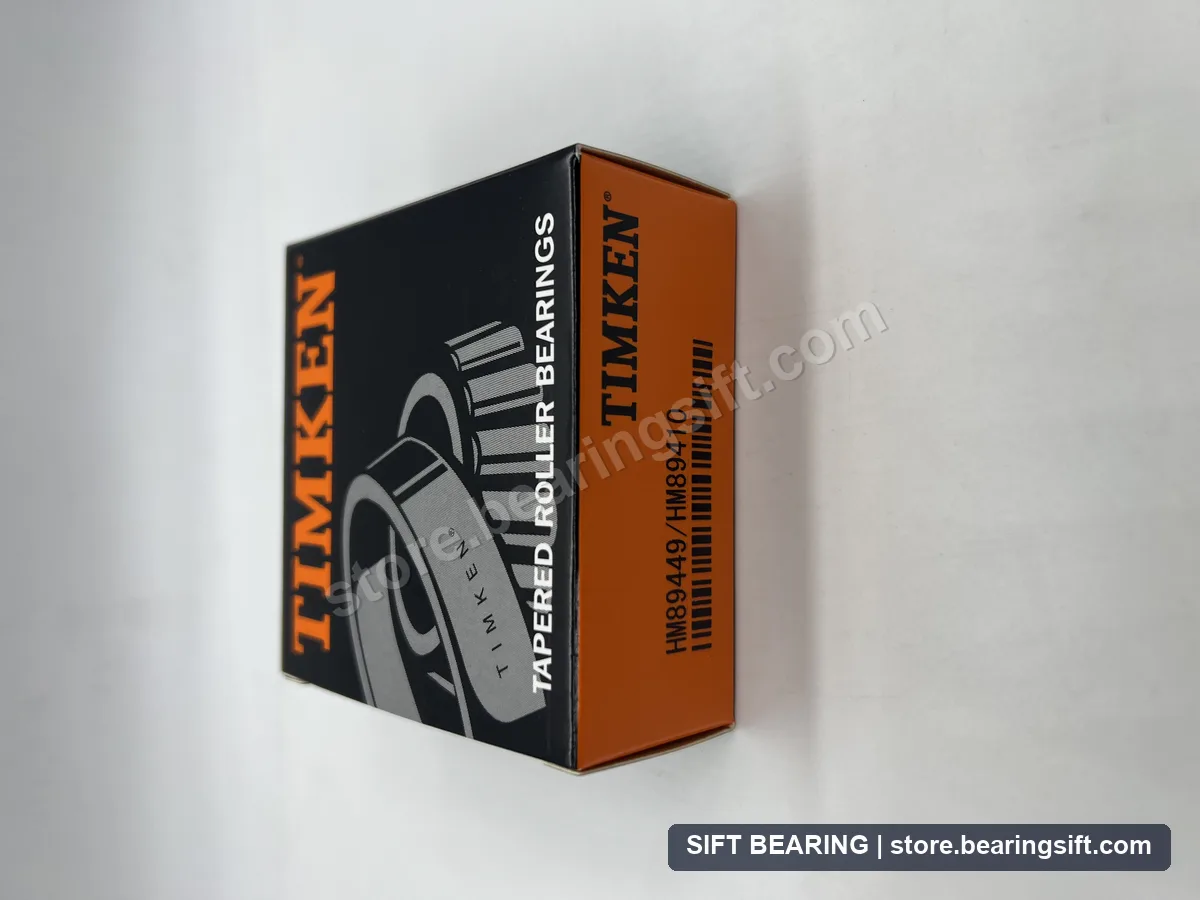 TIMKEN®
TAPERED ROLLER BEARINGS
TIMKEN®
TIMKEN®
HM89449/HM89410
store.bearingsift.com
SIFT BEARING | store.bearingsift.com